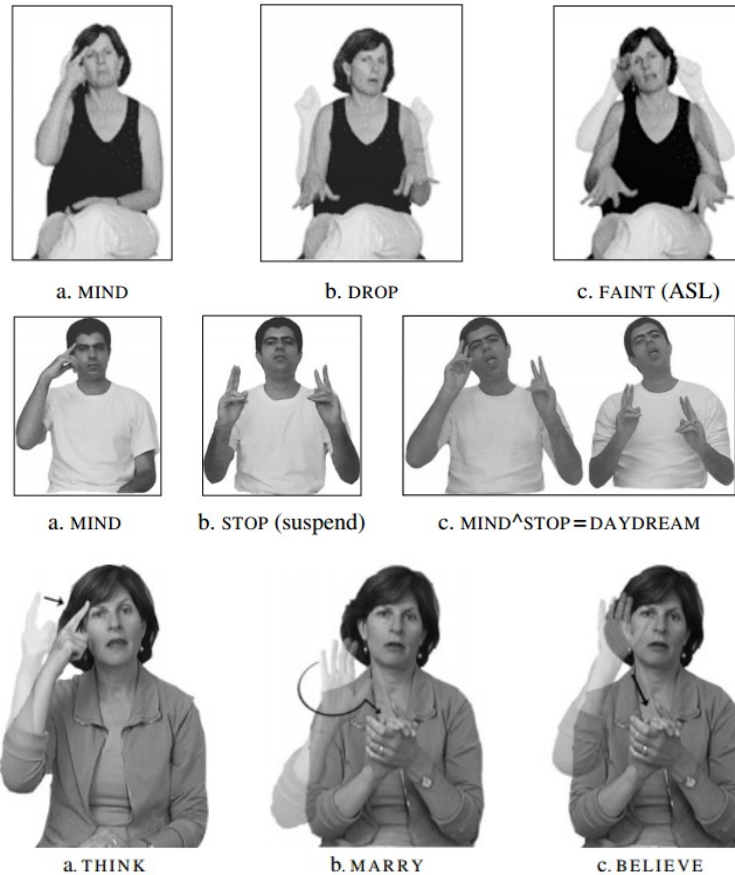 a. MIND b. DROP c. FAINT (ASL)
a. MIND b. STOP (suspend) c. MIND^STOP=DAYDREAM
a. THINK b. MARRY c. BELIEVE